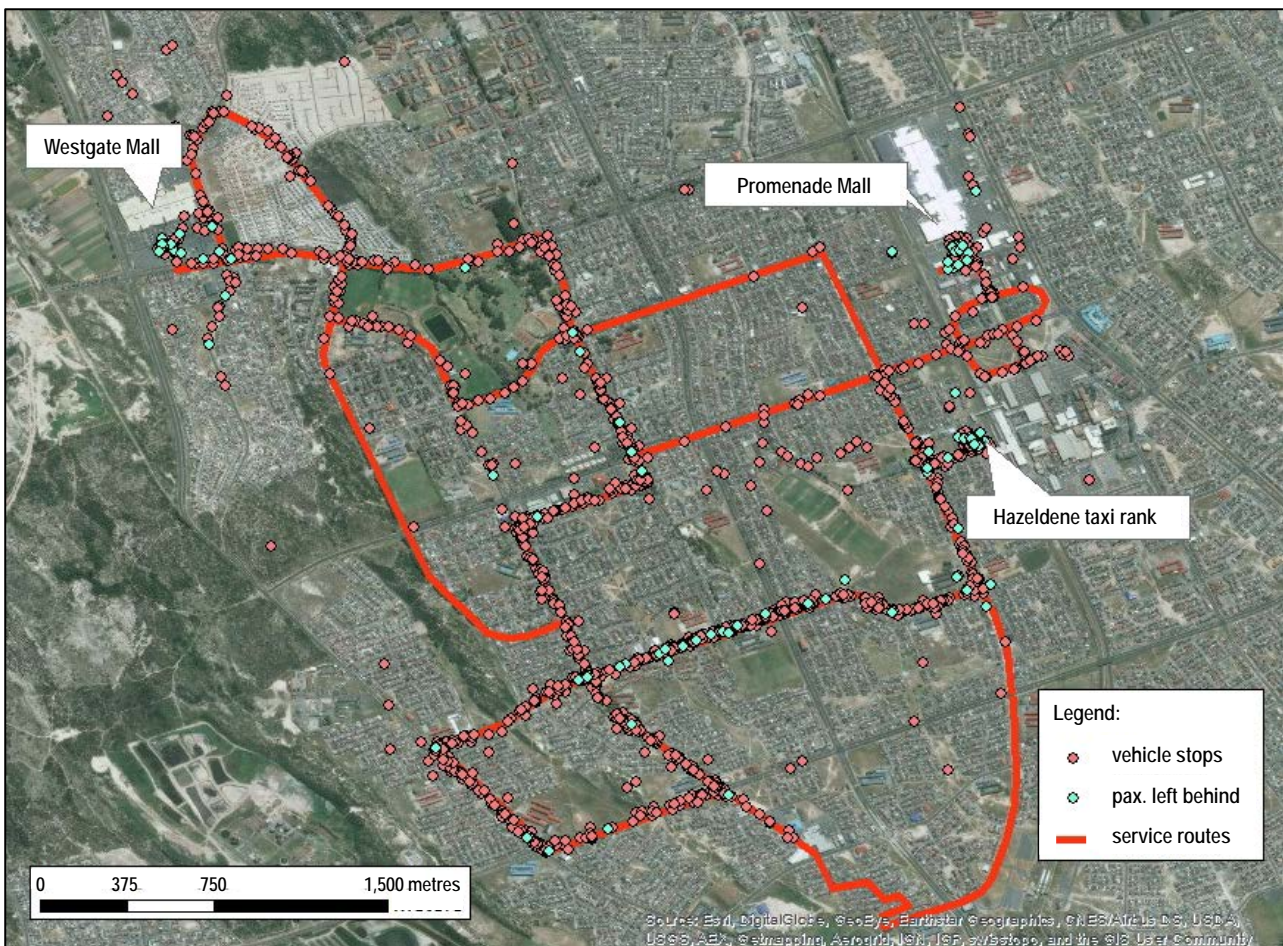 Westgate Mall
Promenade Mall
Hazeldene taxi rank
Legend:
vehicle stops
pax. left behind
service routes
0 375 750 1,500 metres
Source: Esri, DigitalGlobe, GeoEye, Earthstar Geographics, CNES/Airbus DS, USDA,
USGS, AEX, Getmapping, Aerogrid, IGN, IGP, swisstopo, and the GIS User Community